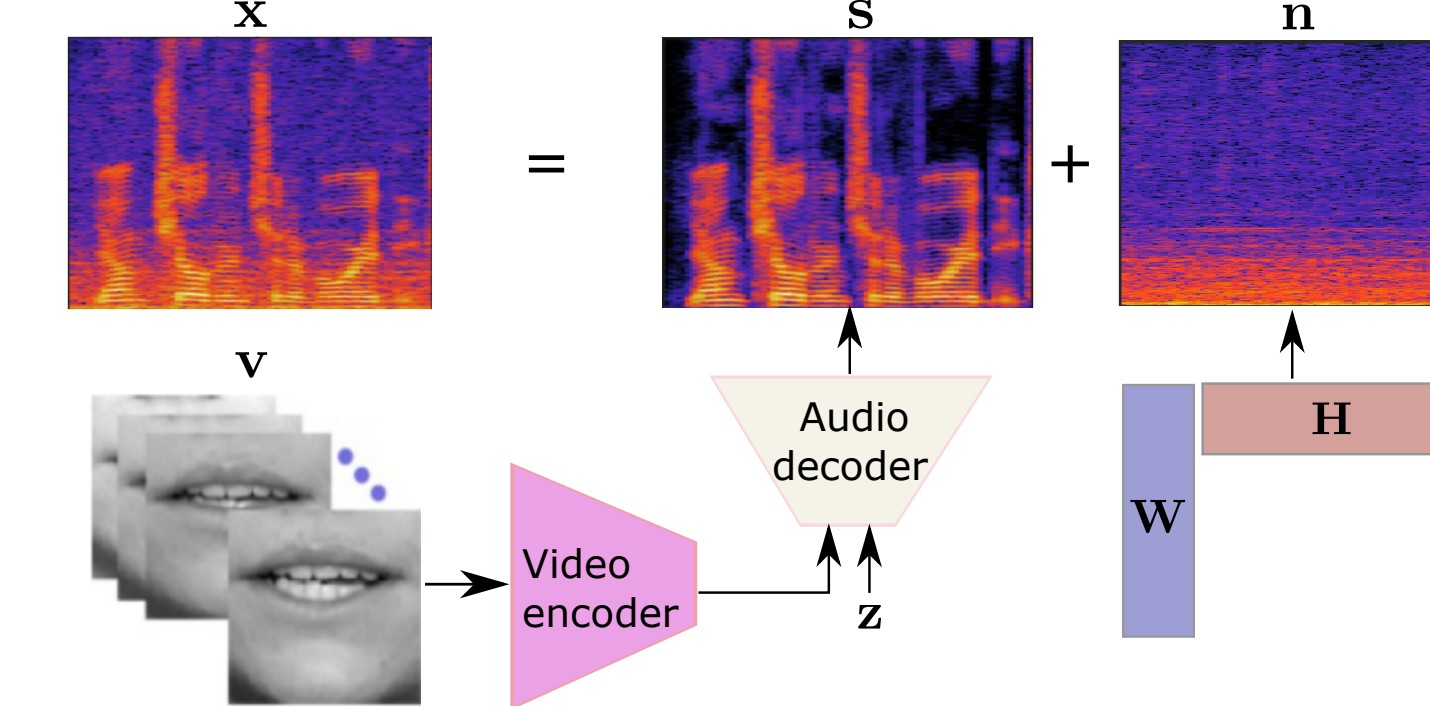 x
=
s
+
n
v
Audio
decoder
H
W
Video
encoder
z